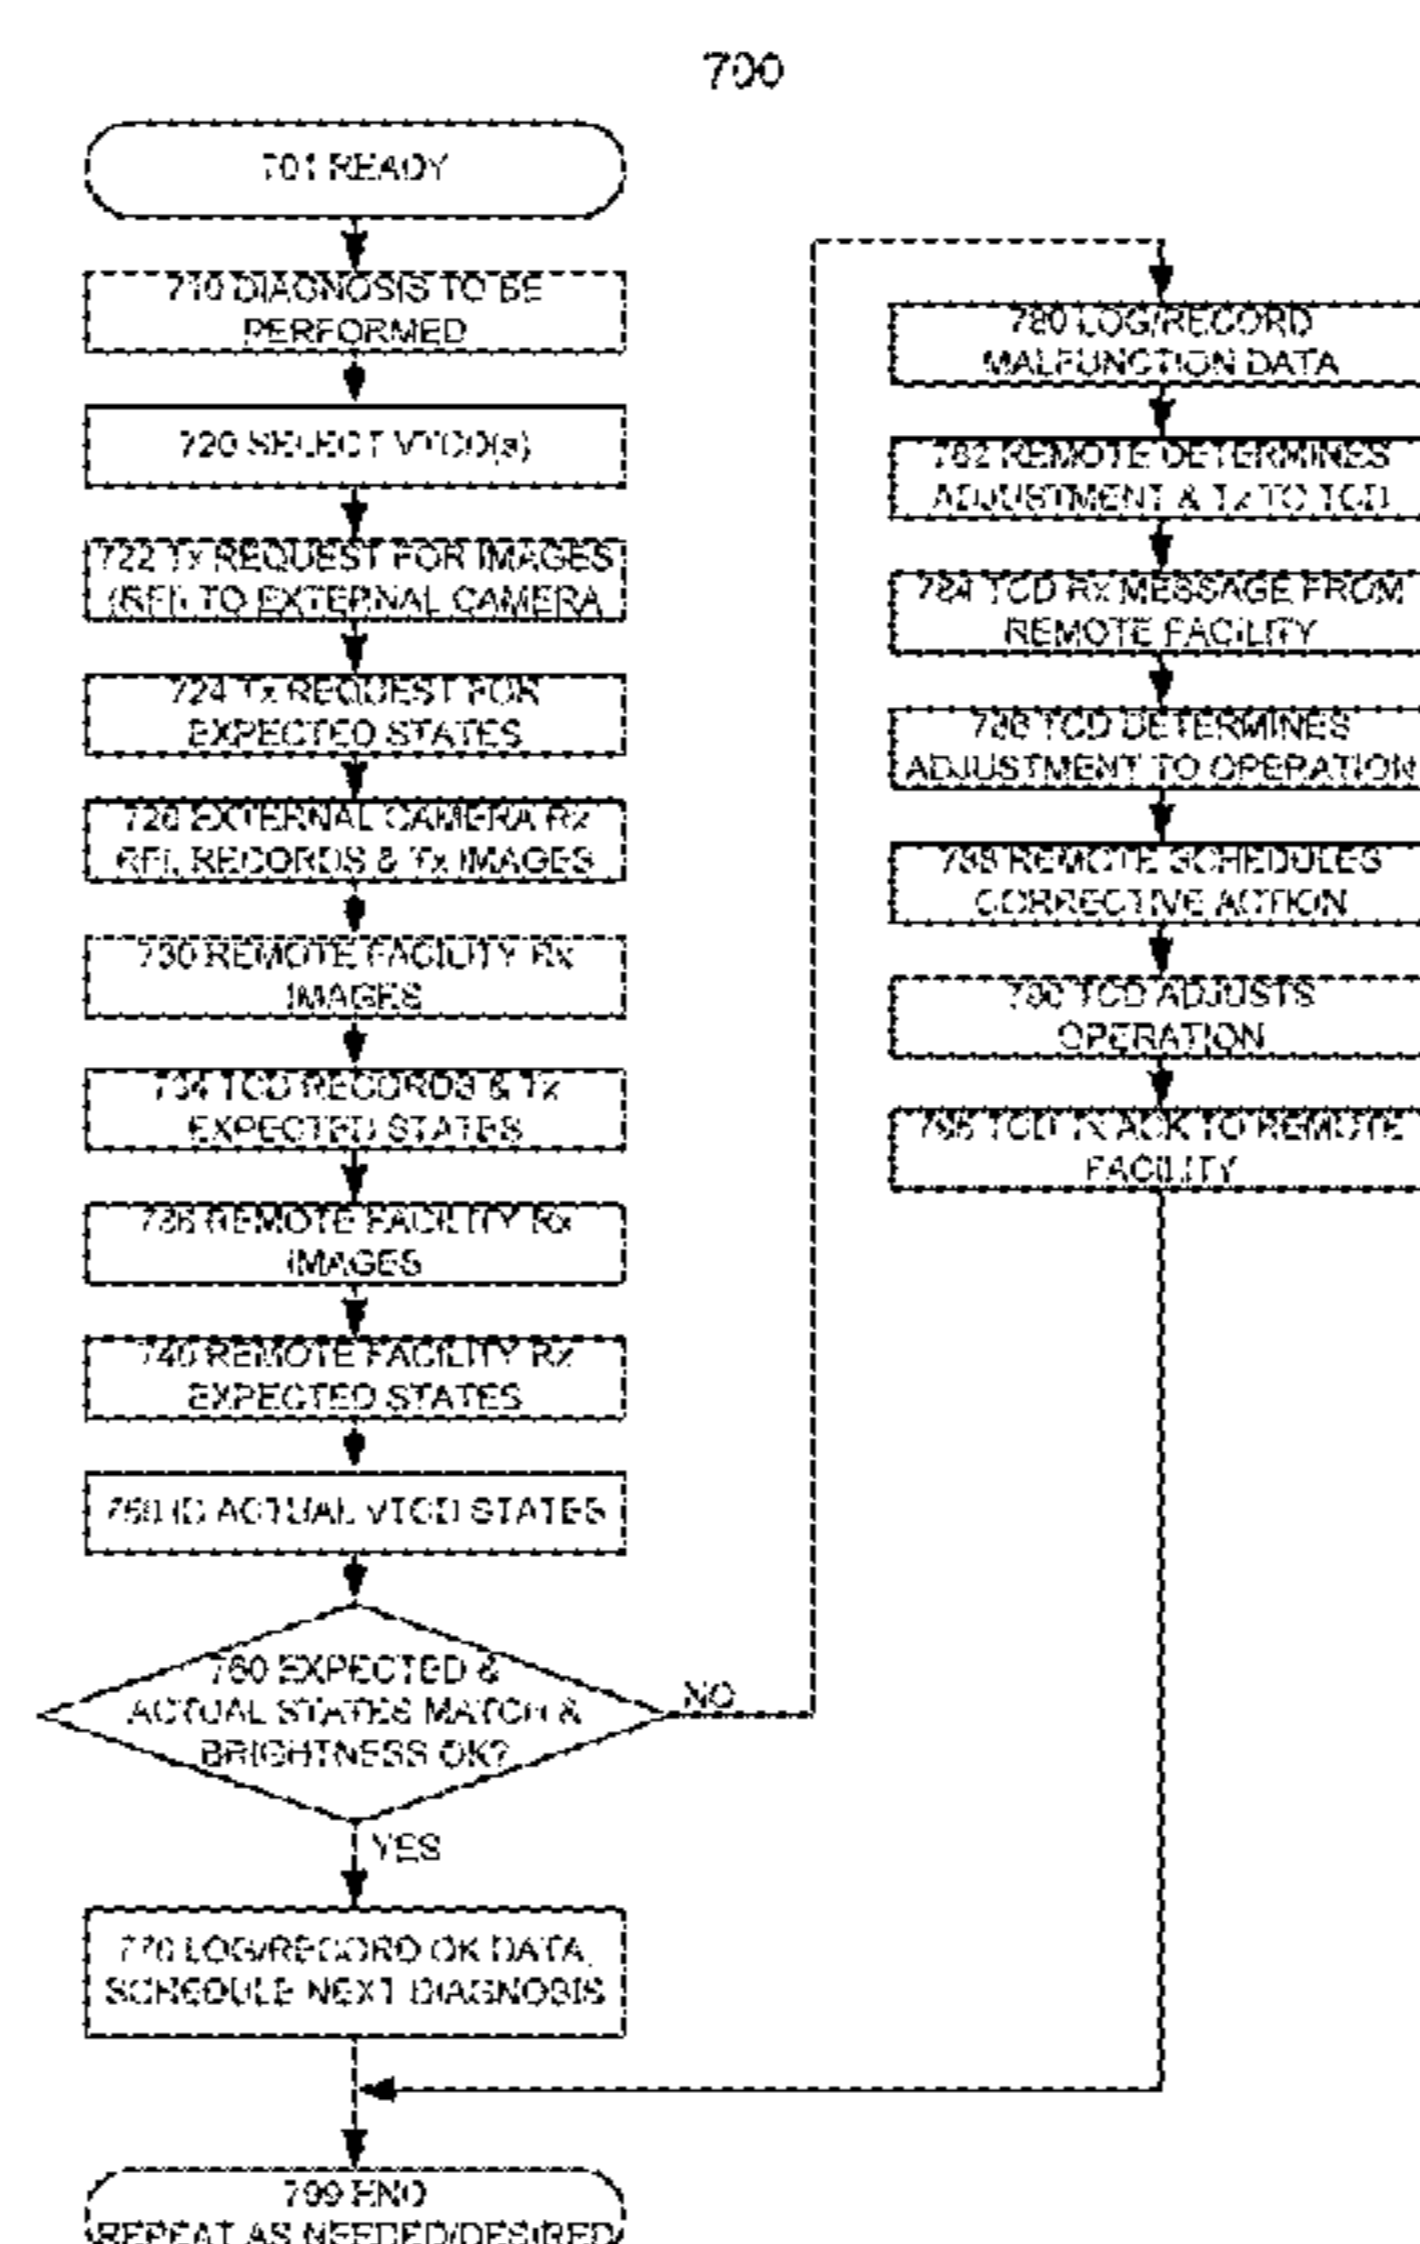 700
701 READY
710 DIAGNOSIS TO BE
PERFORMED
720 SELECT VTCD(s)
722 Tx REQUEST FOR IMAGES
(RFI) TO EXTERNAL CAMERA
724 Tx REQUEST FOR
EXPECTED STATES
726 EXTERNAL CAMERA Rx
RFI, RECORDS & Tx IMAGES
730 REMOTE FACILITY Rx
IMAGES
734 TCD RECORDS & Tx
EXPECTED STATES
736 REMOTE FACILITY Rx
IMAGES
740 REMOTE FACILITY Rx
EXPECTED STATES
ID ACTUAL VTCD STATES
760 EXPECTED &
ACTUAL STATES MATCH &
BRIGHTNESS OK?
NO
YES
770 LOG/RECORD OK DATA,
SCHEDULE NEXT DIAGNOSIS
799 END
REPEAT AS NEEDED/DESIRED
780 LOG/RECORD
MALFUNCTION DATA
782 REMOTE DETERMINES
ADJUSTMENT & Tx TO TCD
784 TCD Rx MESSAGE FROM
REMOTE FACILITY
786 TCD DETERMINES
ADJUSTMENT TO OPERATION
788 REMOTE SCHEDULES
CORRECTIVE ACTION
790 TCD ADJUSTS
OPERATION
TCD Tx ACK TO REMOTE
FACILITY